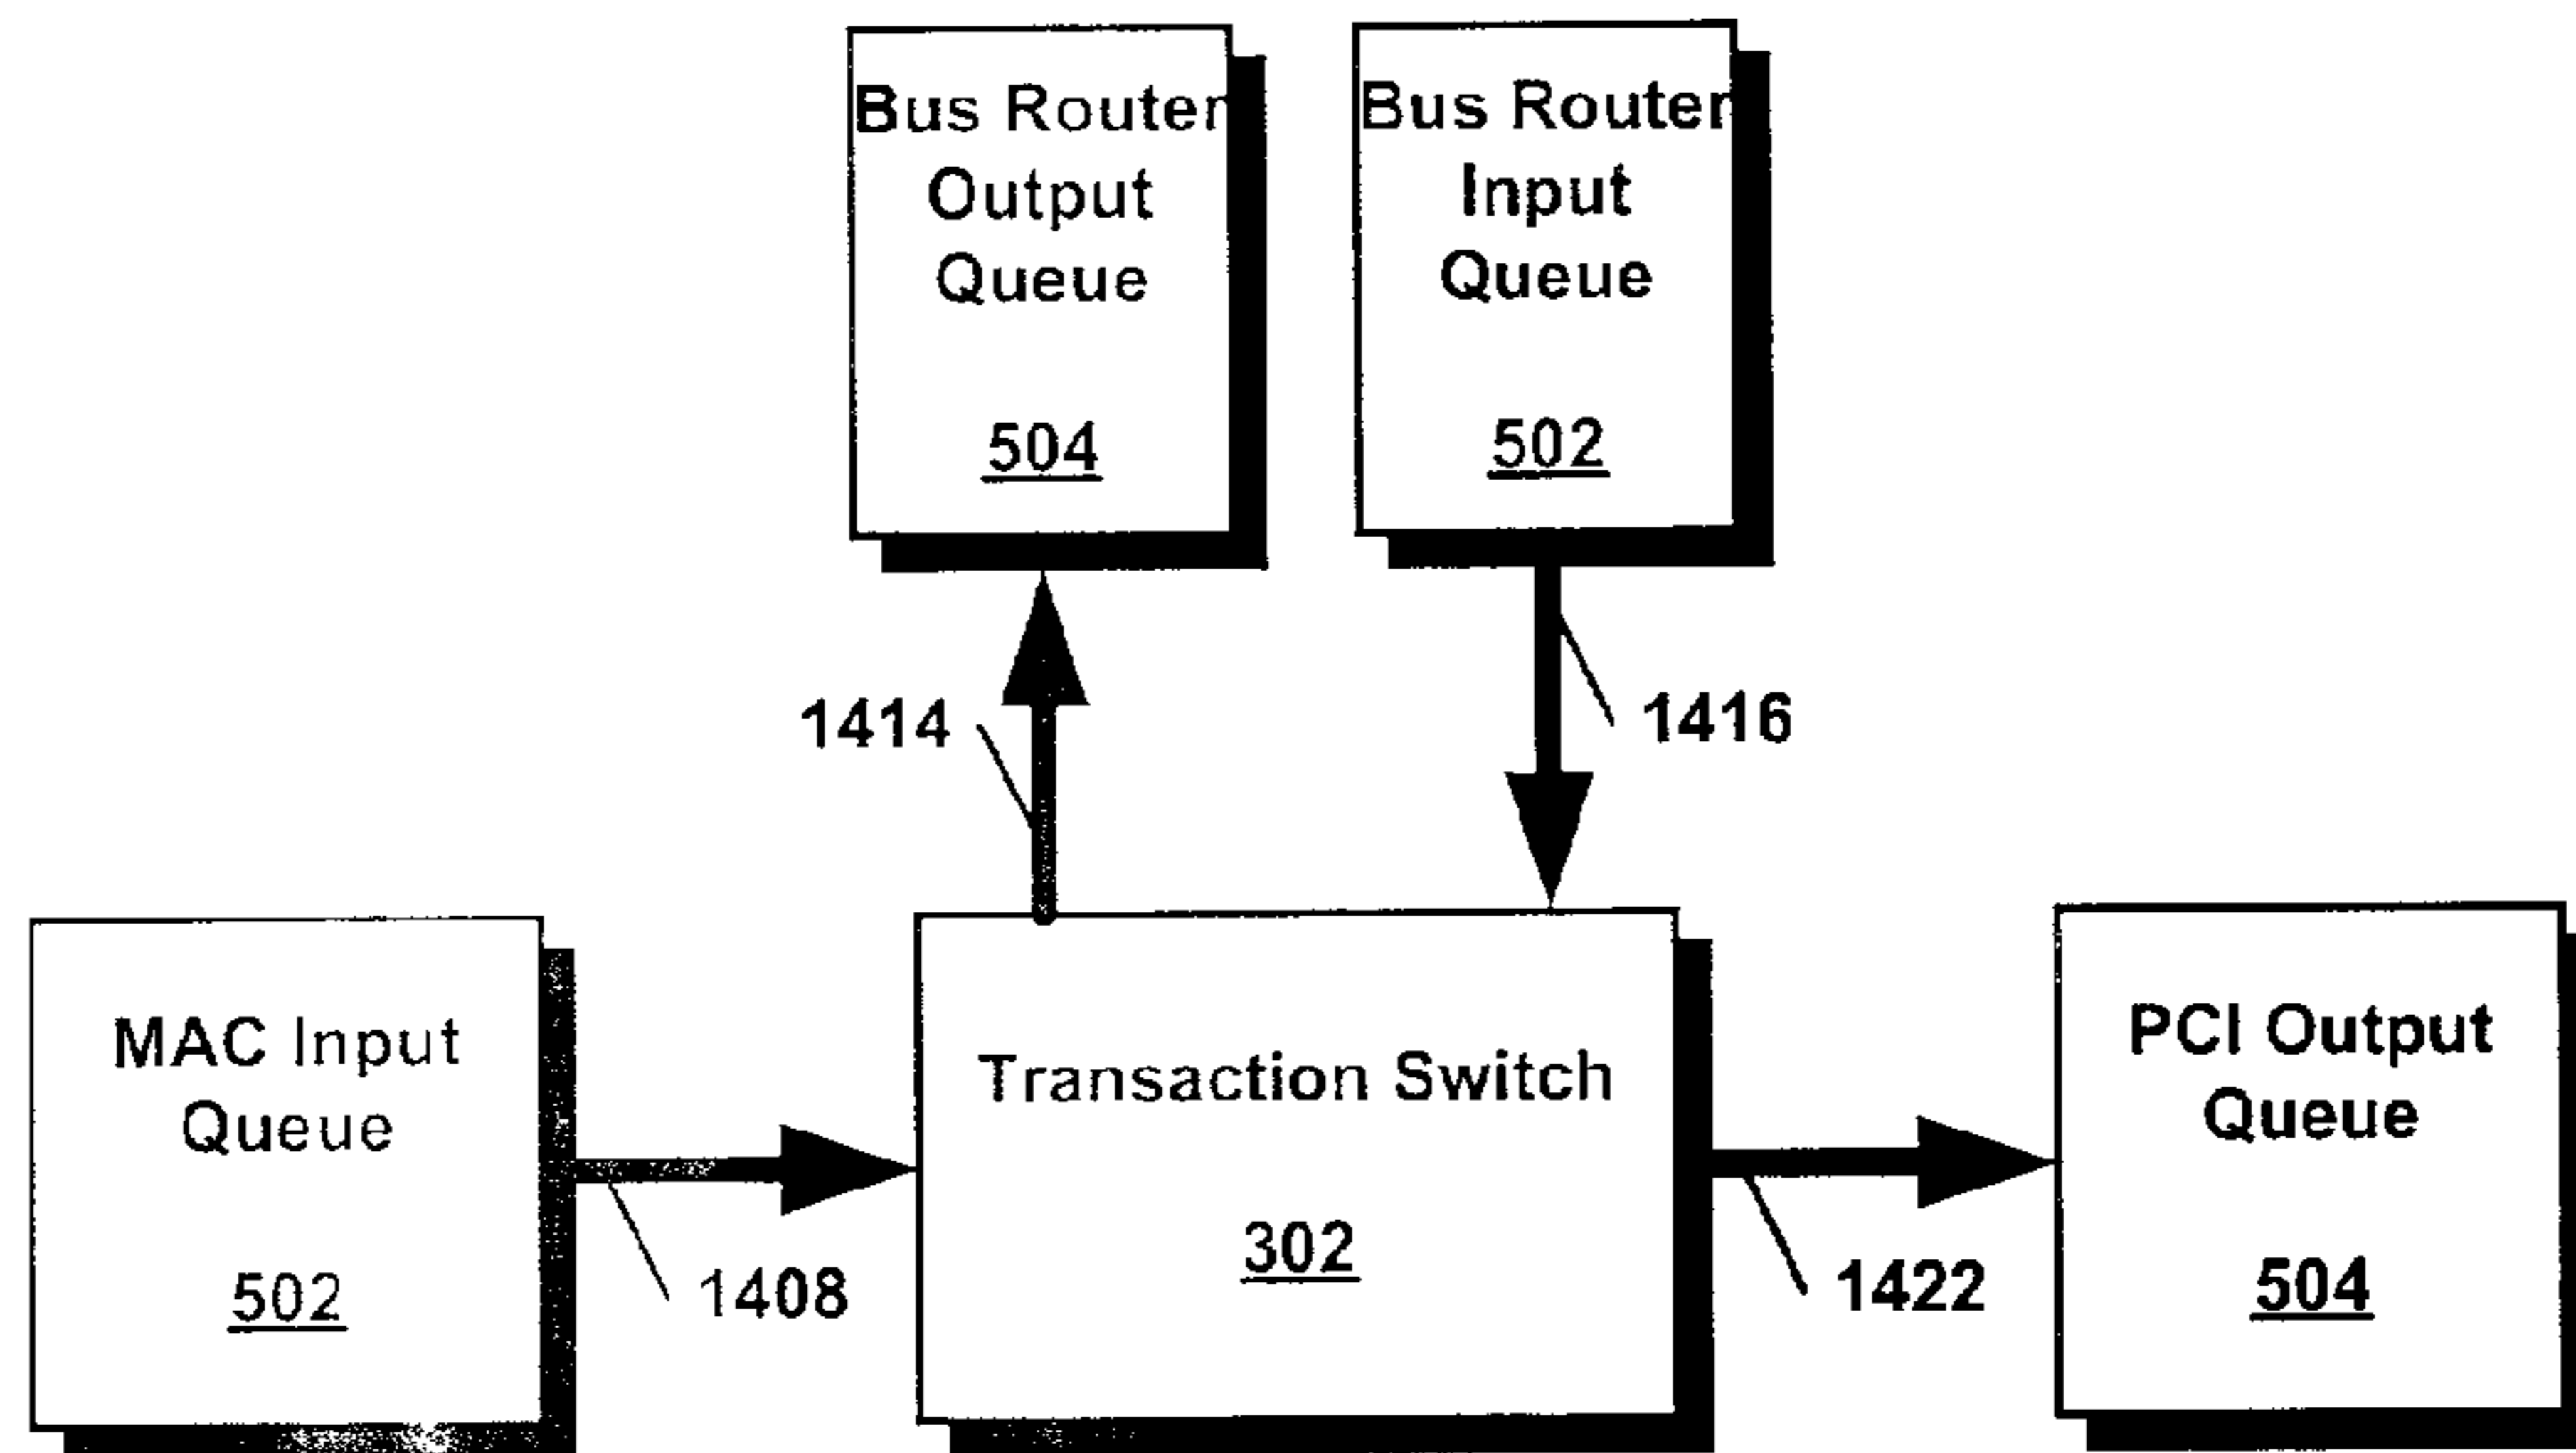 Bus Router
Output
Queue
504
Bus Router
Input
Queue
502
1414
1416
MAC Input
Queue
502
1408
Transaction Switch
302
1422
PCI Output
Queue
504